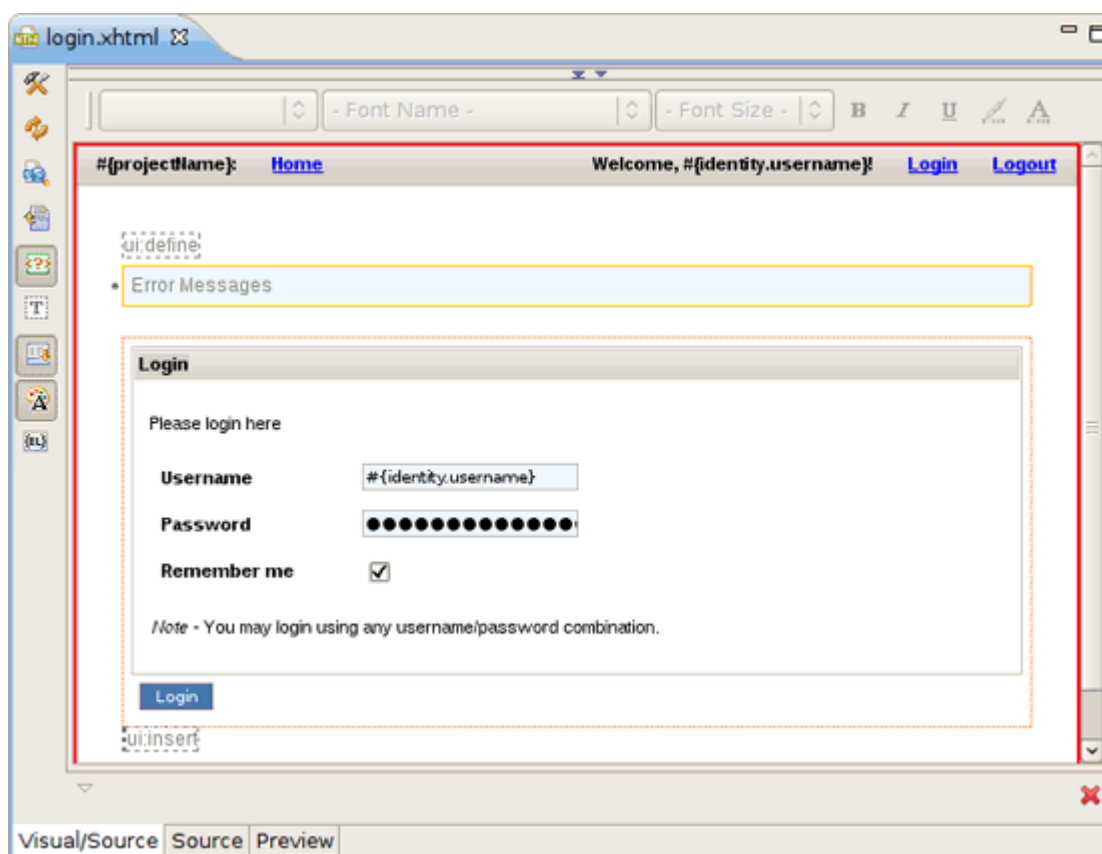 login.xhtml
- Font Name - - Font Size - B I U A
#{projectName}: Home Welcome, #{identity.username}! Login Logout
ui:define
Error Messages
T
Login
A
Please login here
{EL}
Username #{identity.username}
Password ●●●●●●●●●●●●●
Remember me
Note - You may login using any username/password combination.
Login
ui:insert
Visual/Source Source Preview